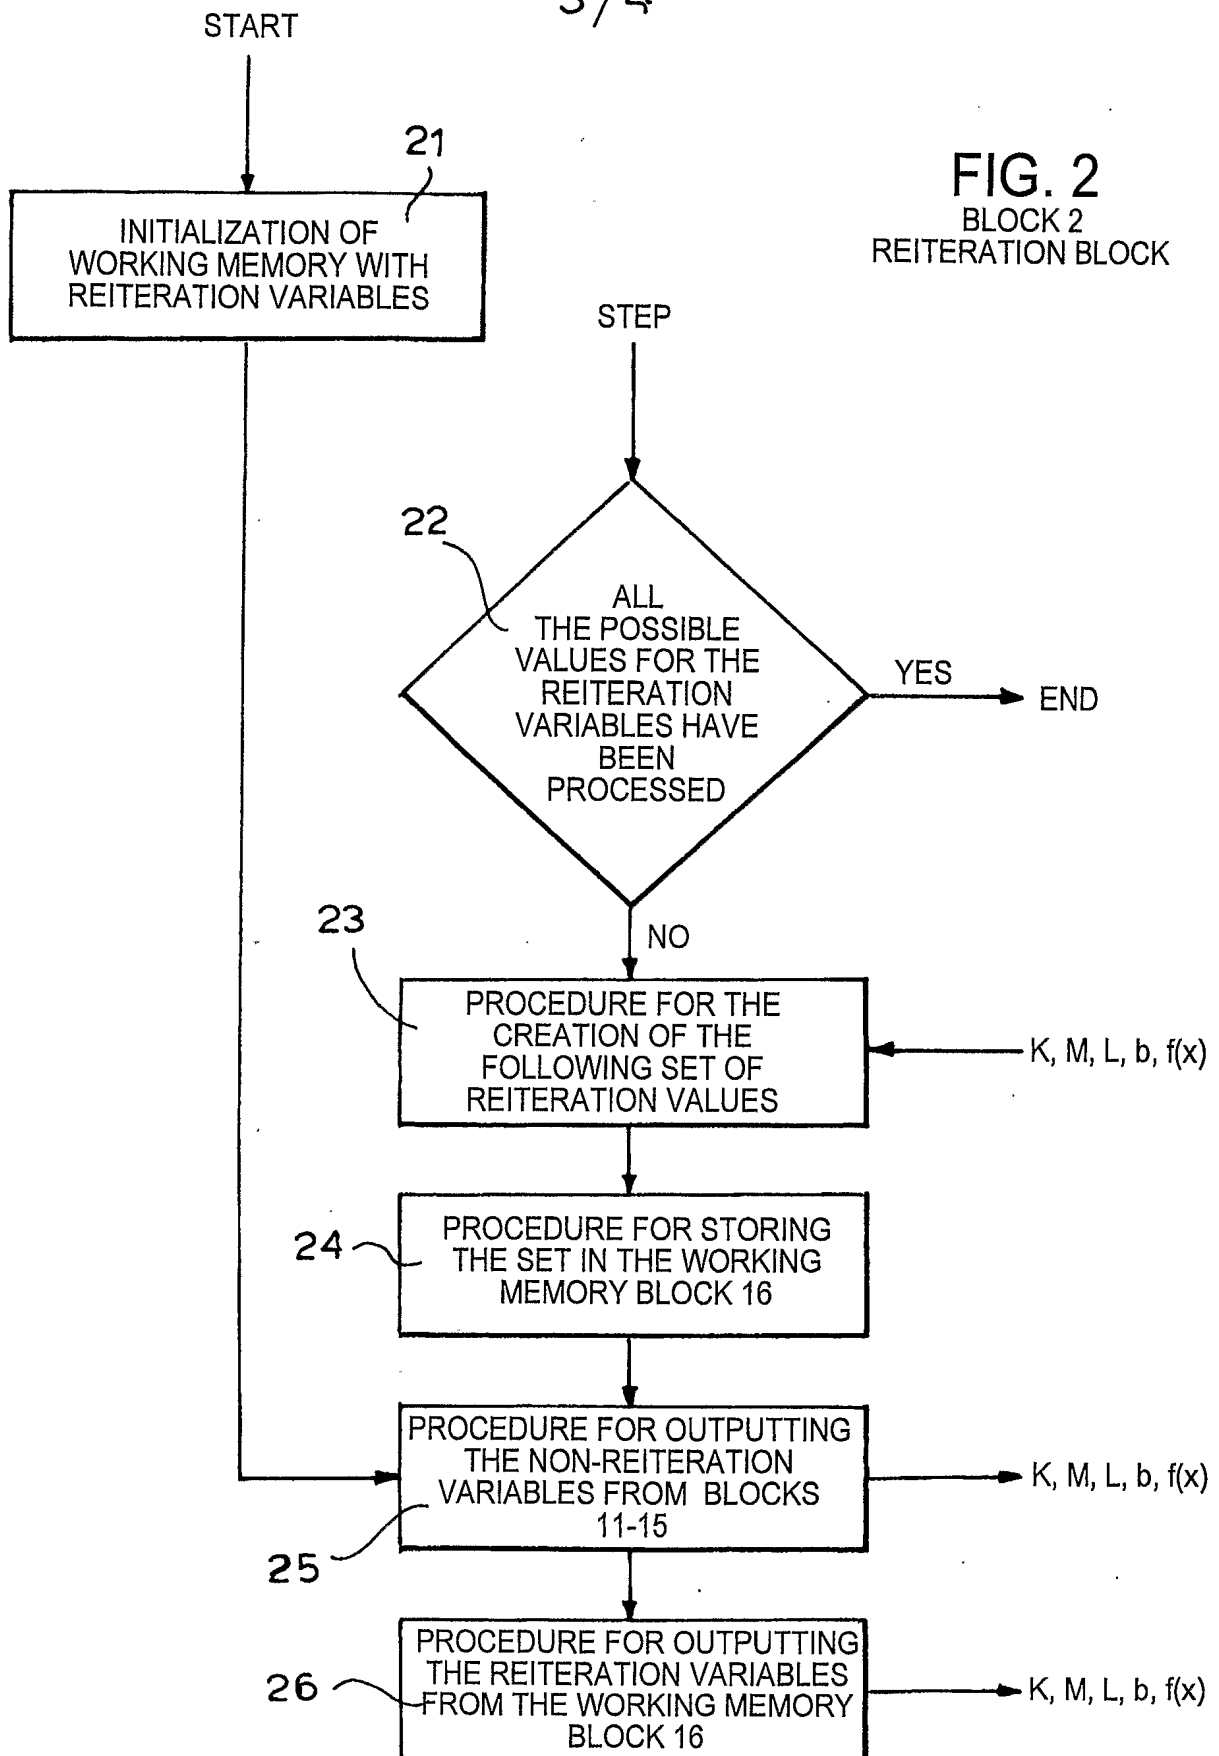 3/4
START
21
FIG. 2
BLOCK 2
REITERATION BLOCK
INITIALIZATION OF
WORKING MEMORY WITH
REITERATION VARIABLES
STEP
22
ALL
THE POSSIBLE
VALUES FOR THE
REITERATION
VARIABLES HAVE
BEEN
PROCESSED
YES
END
NO
23
PROCEDURE FOR THE
CREATION OF THE
FOLLOWING SET OF
REITERATION VALUES
K, M, L, b, f(x)
24
PROCEDURE FOR STORING
THE SET IN THE WORKING
MEMORY BLOCK 16
PROCEDURE FOR OUTPUTTING
THE NON-REITERATION
VARIABLES FROM BLOCKS
11-15
K, M, L, b, f(x)
25
PROCEDURE FOR OUTPUTTING
THE REITERATION VARIABLES
FROM THE WORKING MEMORY
BLOCK 16
26
K, M, L, b, f(x)